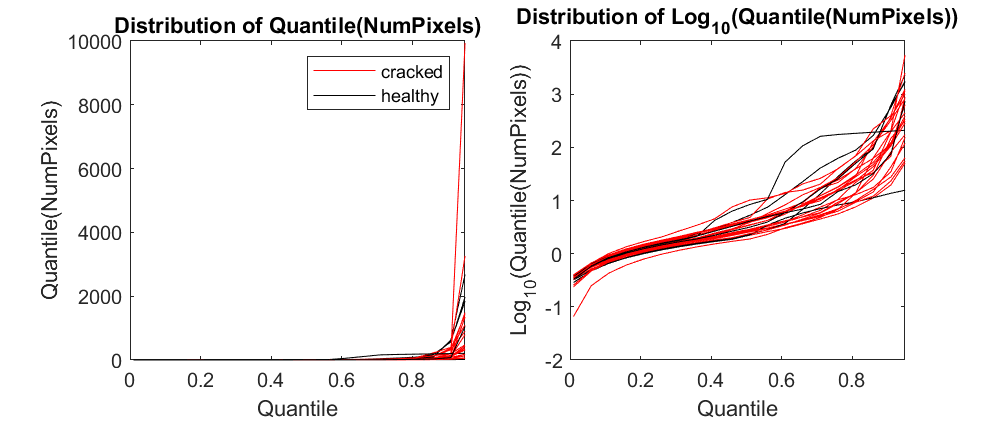 Distribution of Quantile(NumPixels)
Quantile(NumPixels)
10000
8000
6000
4000
2000
0
cracked
healthy
0
0.2
0.4
0.6
0.8
Quantile
Distribution of Log10(Quantile(NumPixels))
Log10(Quantile(NumPixels))
4
3
2
1
0
-1
-2
0
0.2
0.4
0.6
0.8
Quantile